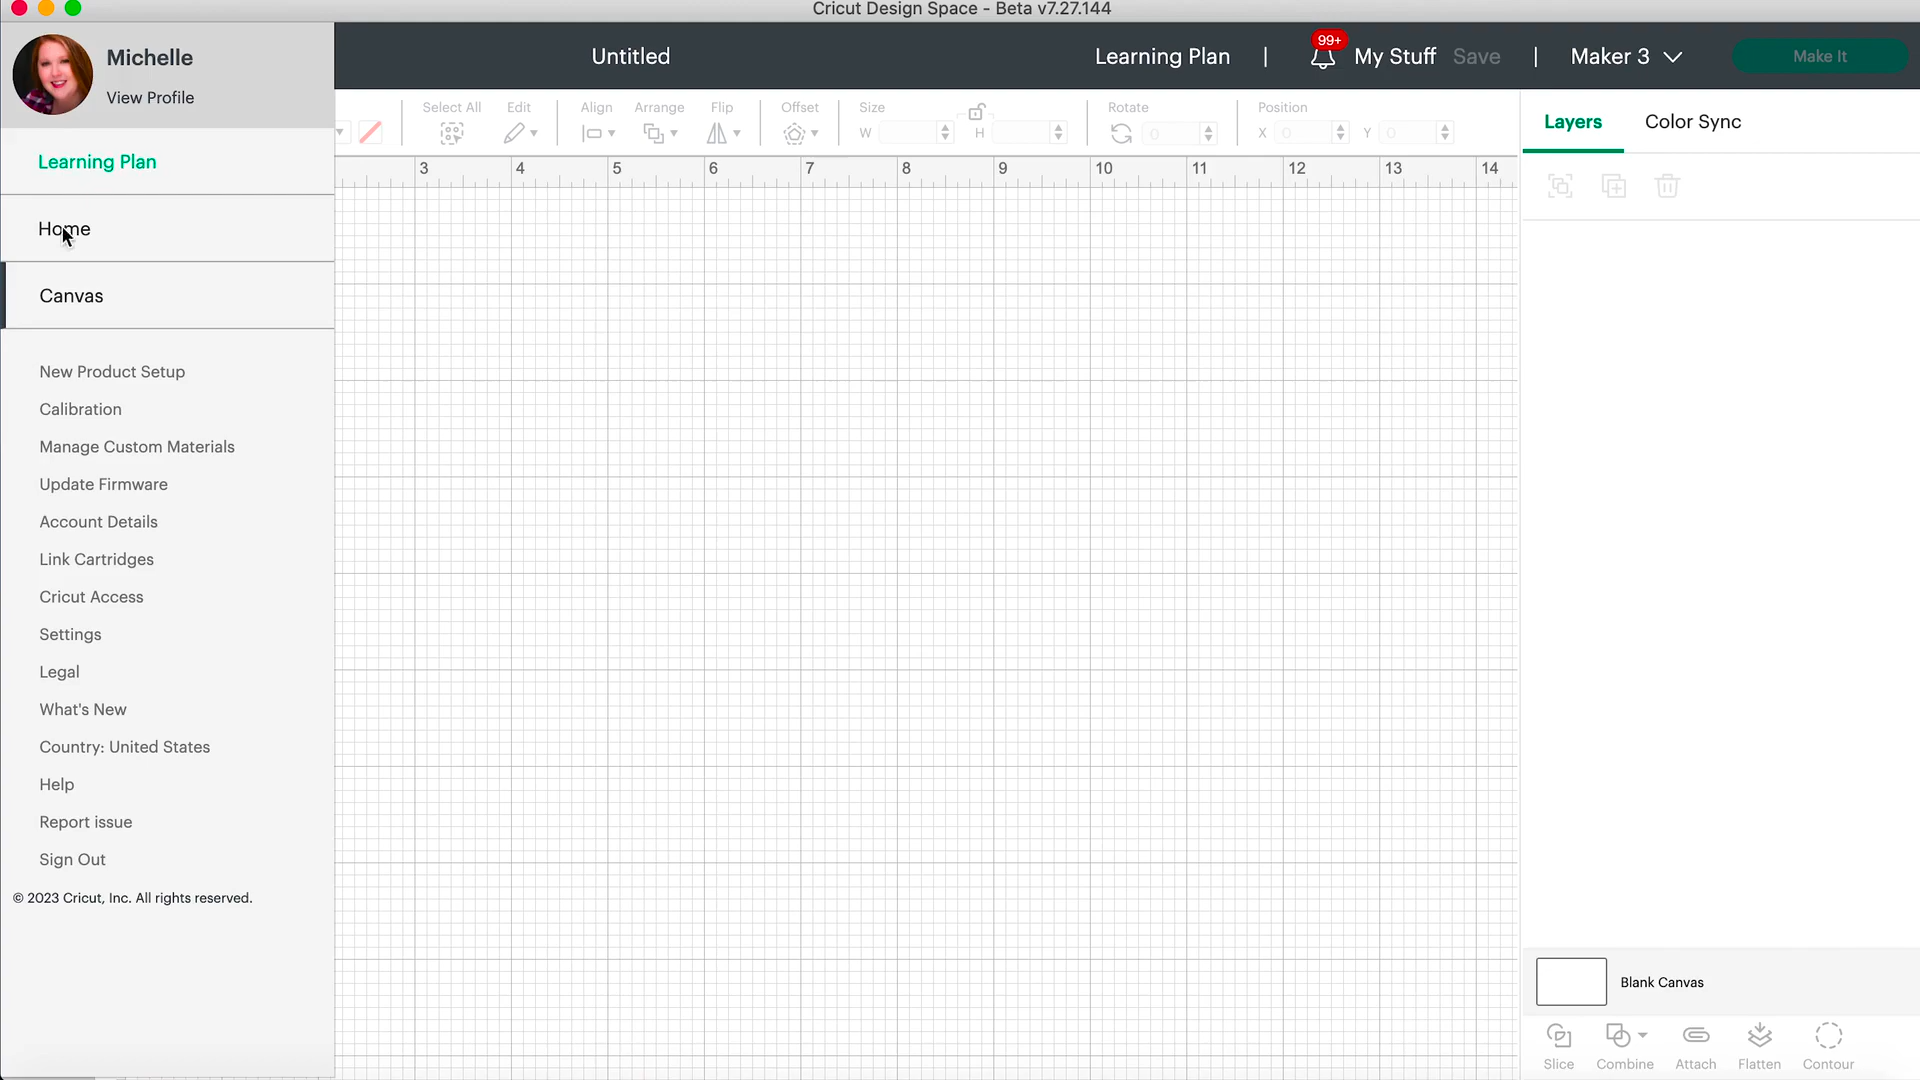 Cricut Design Space - Beta v7.27.144
Michelle
View Profile
Untitled
Learning Plan | 99+ My Stuff Save | Maker 3 Make It
Select All Edit Align Arrange Flip Offset Size Rotate Position
W H 0 X 0 Y 0
3 4 5 6 7 8 9 10 11 12 13 14
Learning Plan
Home
Canvas
New Product Setup
Calibration
Manage Custom Materials
Update Firmware
Account Details
Link Cartridges
Cricut Access
Settings
Legal
What's New
Country: United States
Help
Report issue
Sign Out
© 2023 Cricut, Inc. All rights reserved.
Layers Color Sync
Blank Canvas
Slice Combine Attach Flatten Contour